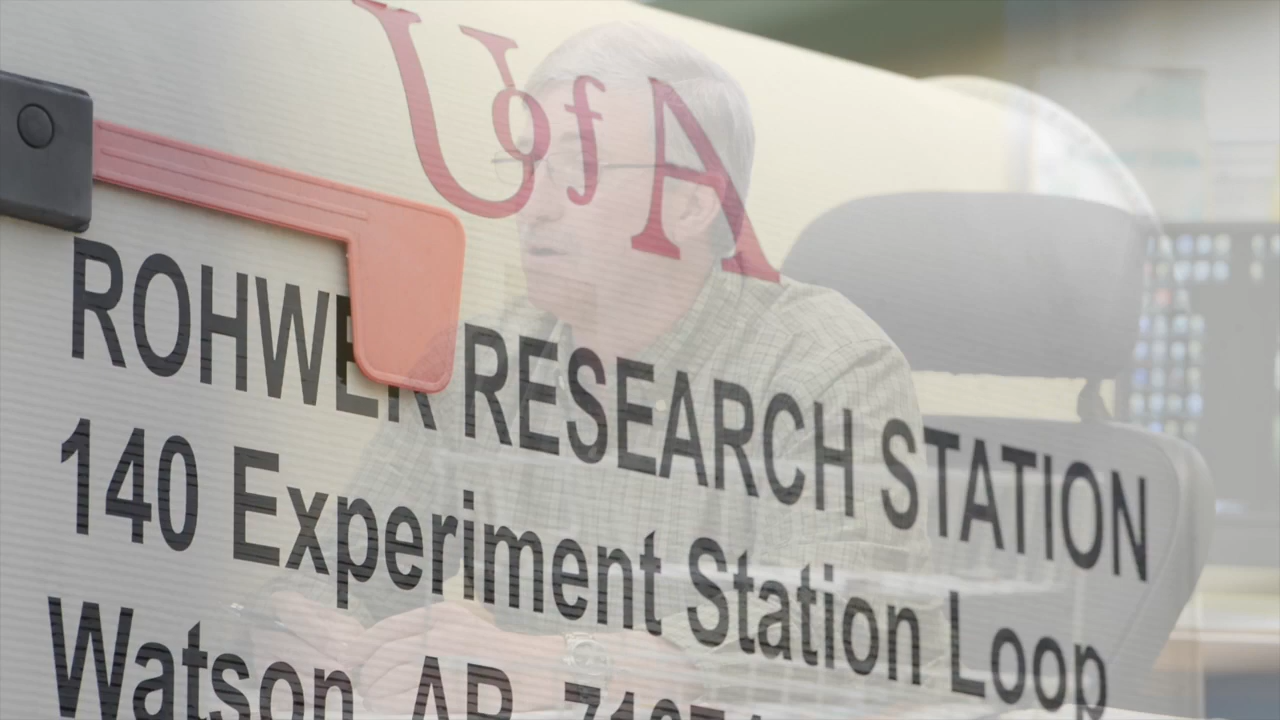 UofA
ROHWER RESEARCH STATION
140 Experiment Station Loop
Watson, AR